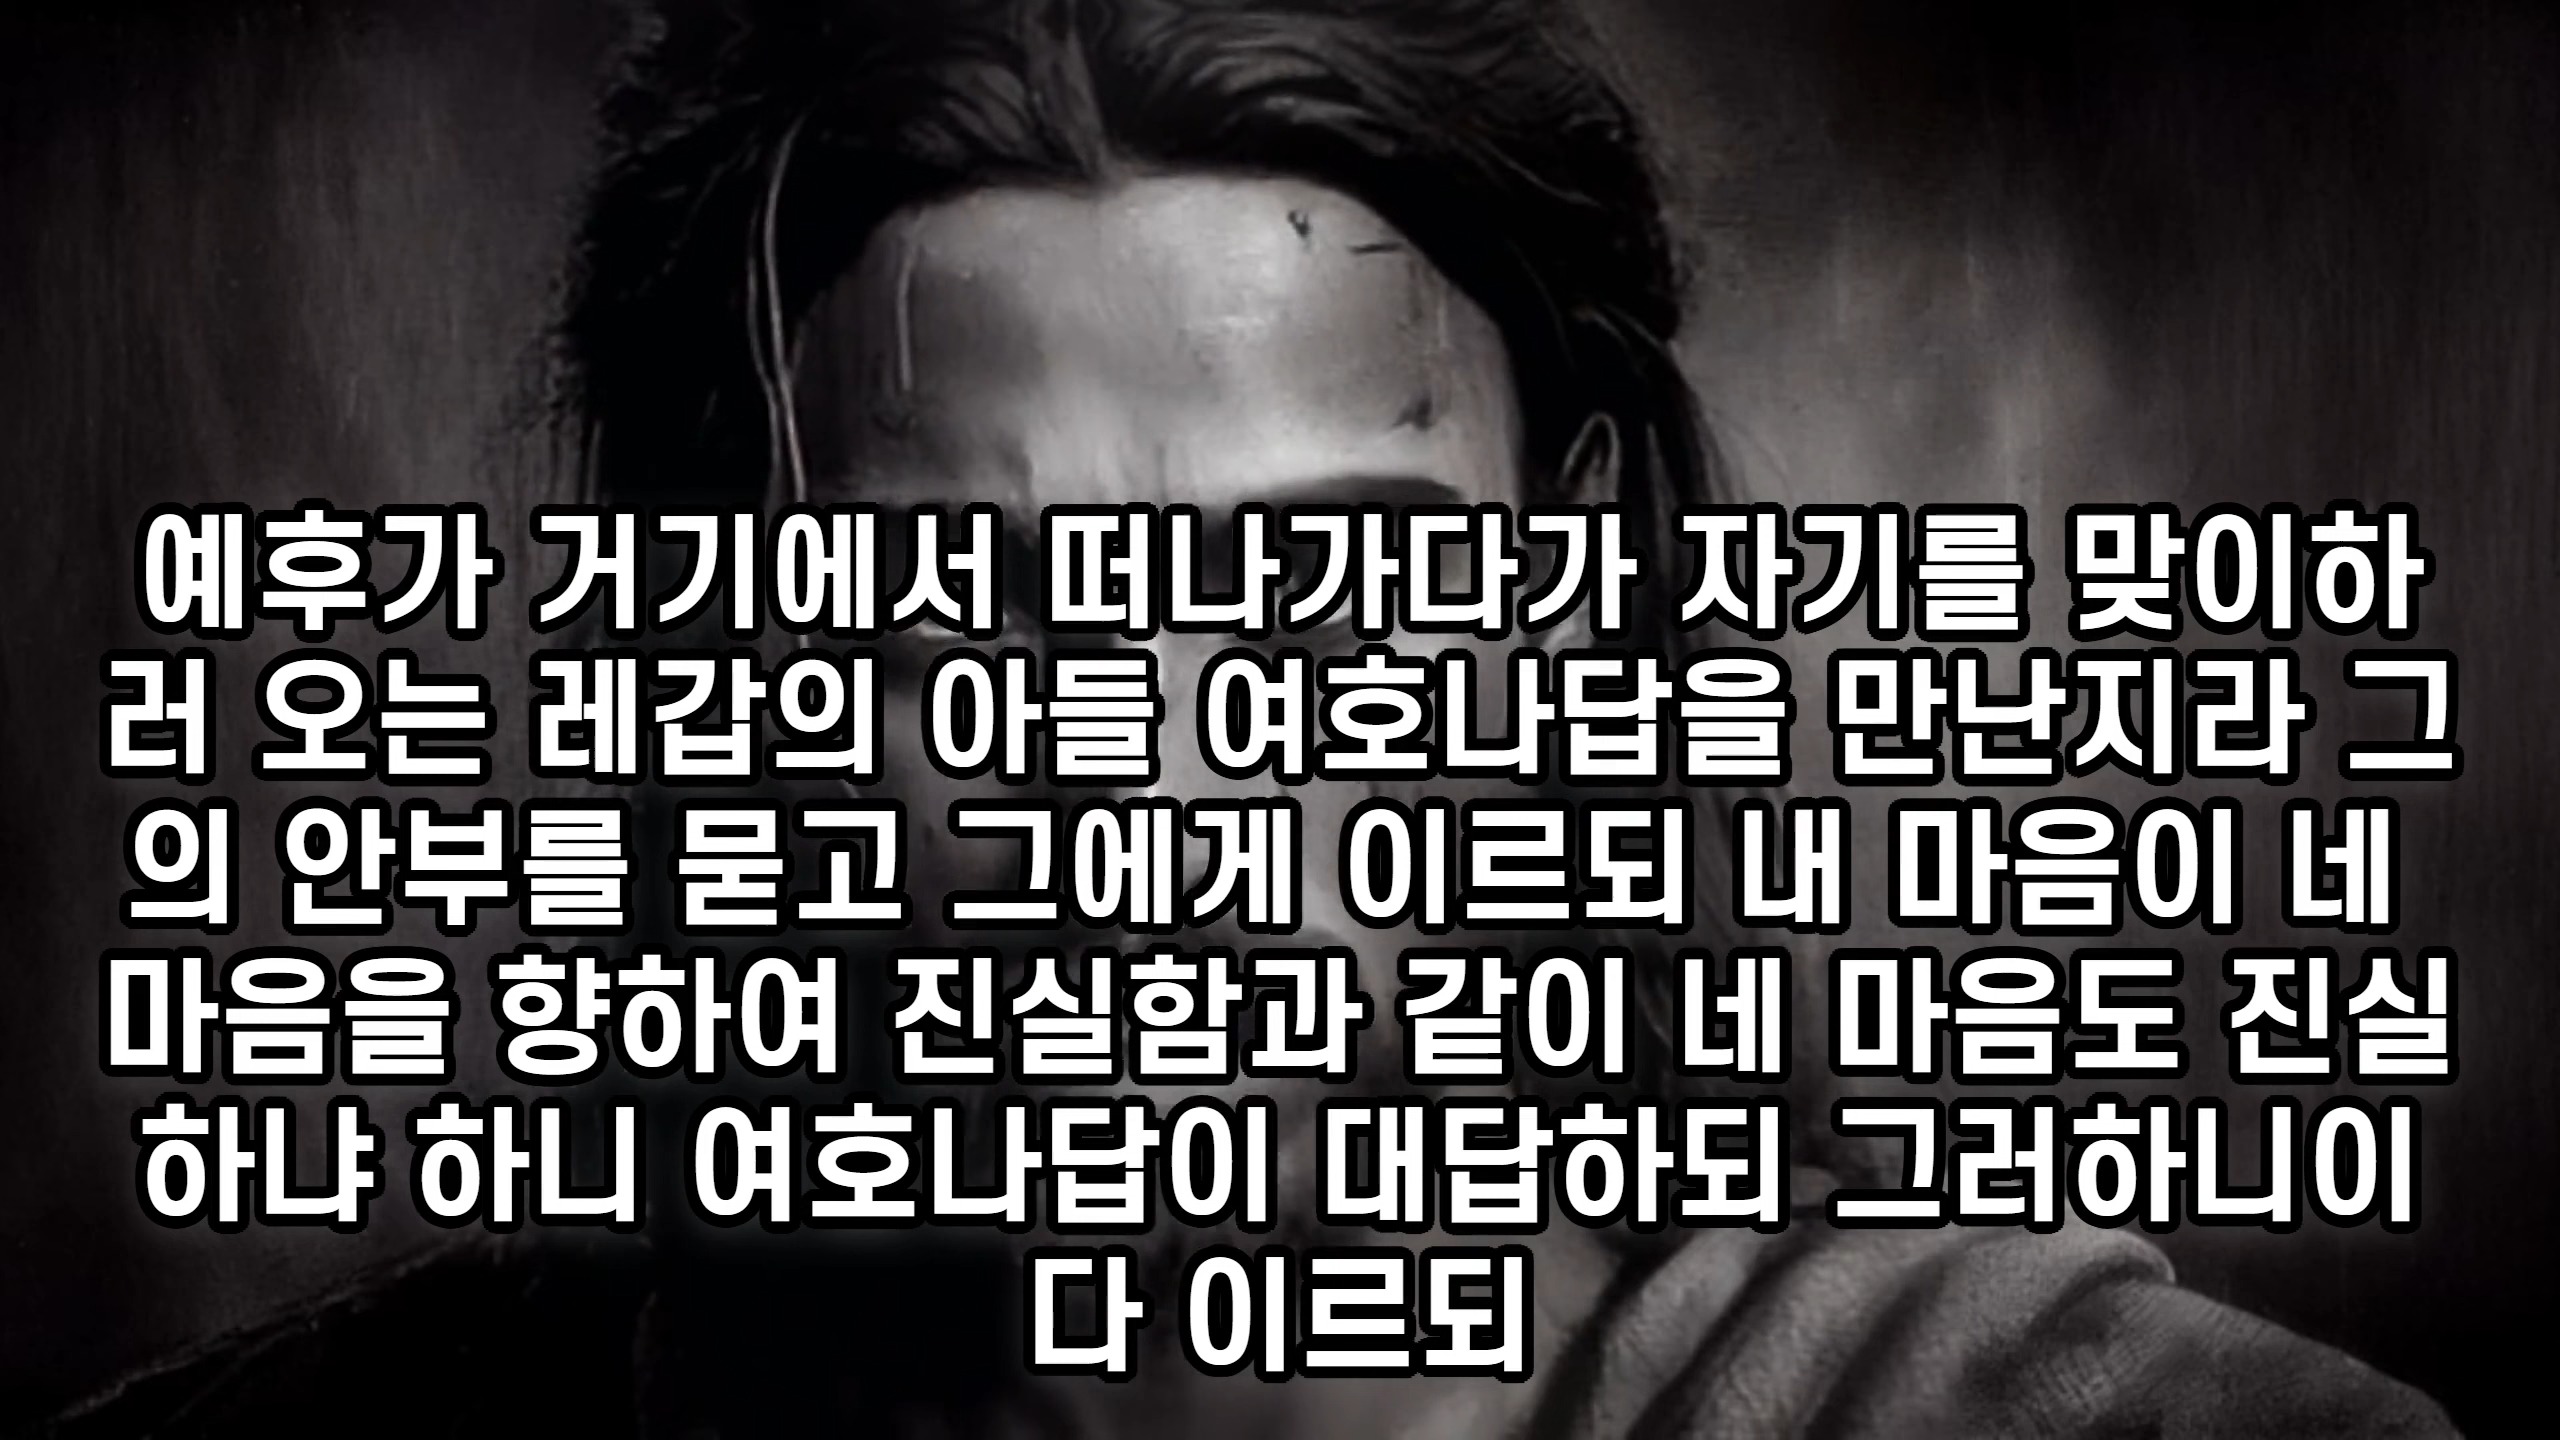 예후가 거기에서 떠나가다가 자기를 맞이하
러 오는 레갑의 아들 여호나답을 만난지라 그
의 안부를 묻고 그에게 이르되 내 마음이 네
마음을 향하여 진실함과 같이 네 마음도 진실
하냐 하니 여호나답이 대답하되 그러하니이
다 이르되